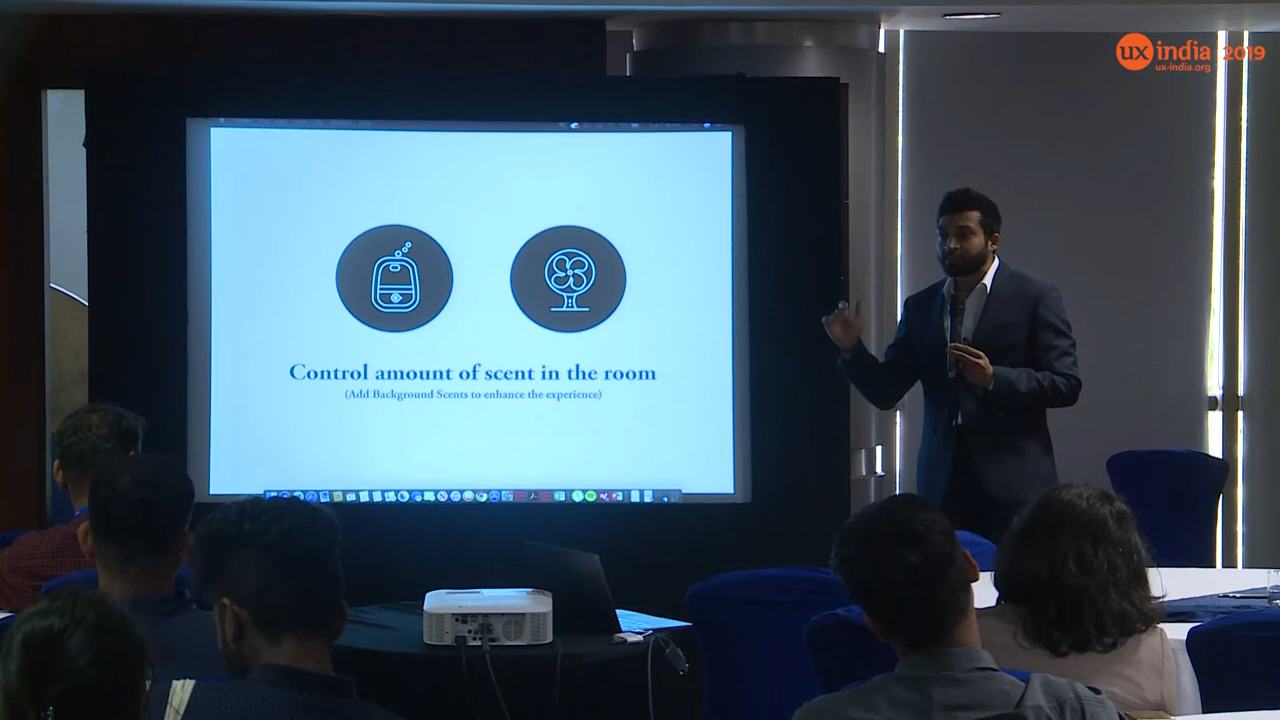 ux india 2019
ux-india.org
Control amount of scent in the room
(Add Background Scents to enhance the experience)